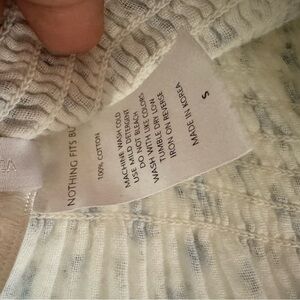 NOTHING FITS BU
100% COTTON
MACHINE WASH COLD
USE MILD DETERGENT
DO NOT BLEACH
WASH WITH LIKE COLORS
TUMBLE DRY LOW
IRON ON REVERSE
MADE IN KOREA
S